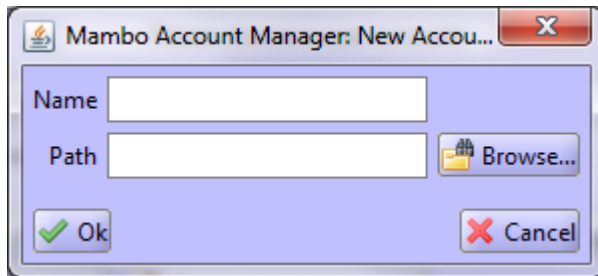 Mambo Account Manager: New Accou...
Name
Path Browse...
Ok Cancel